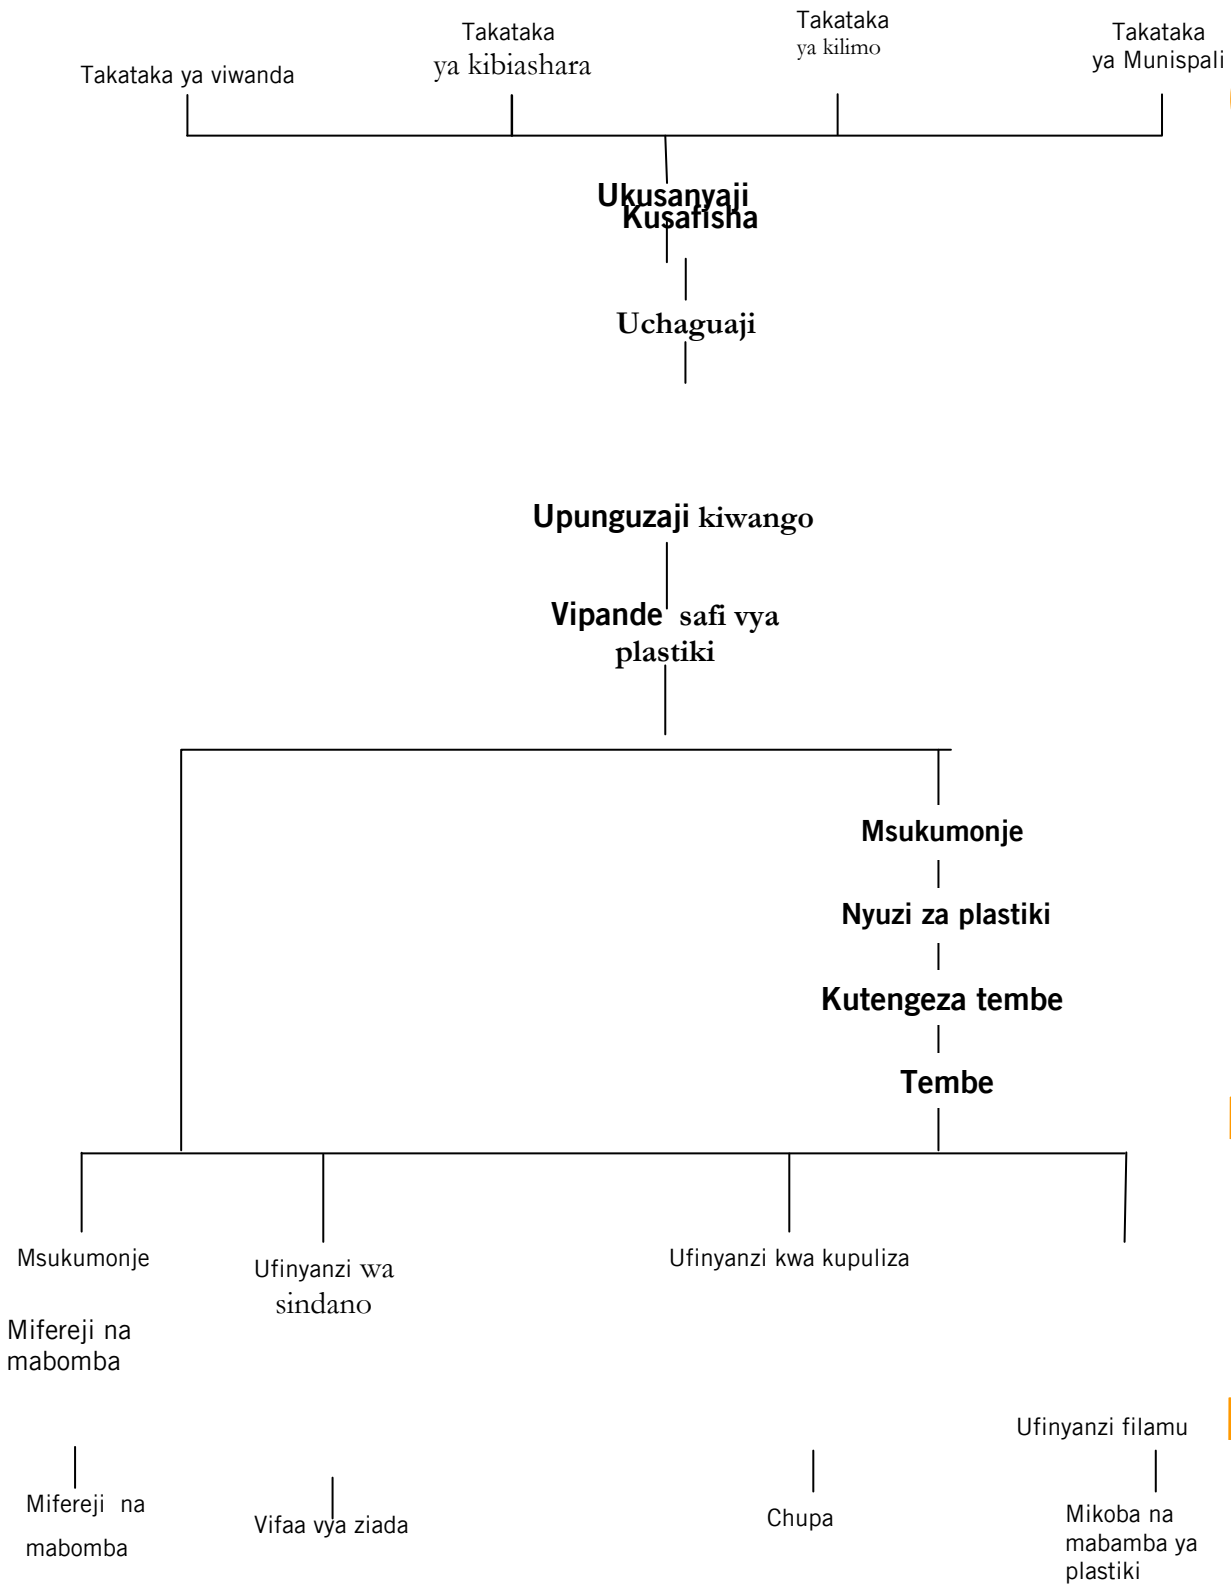 Takataka ya viwanda
Takataka
ya kibiashara
Takataka
ya kilimo
Takataka
ya Munispali
Ukusanyaji
Kusafisha
Uchaguaji
Upunguzaji kiwango
Vipande safi vya
plastiki
Msukumonje
Nyuzi za plastiki
Kutengeza tembe
Tembe
Msukumonje
Ufinyanzi wa
sindano
Ufinyanzi kwa kupuliza
Mifereji na
mabomba
Ufinyanzi filamu
Mifereji na
mabomba
Vifaa vya ziada
Chupa
Mikoba na
mabamba ya
plastiki